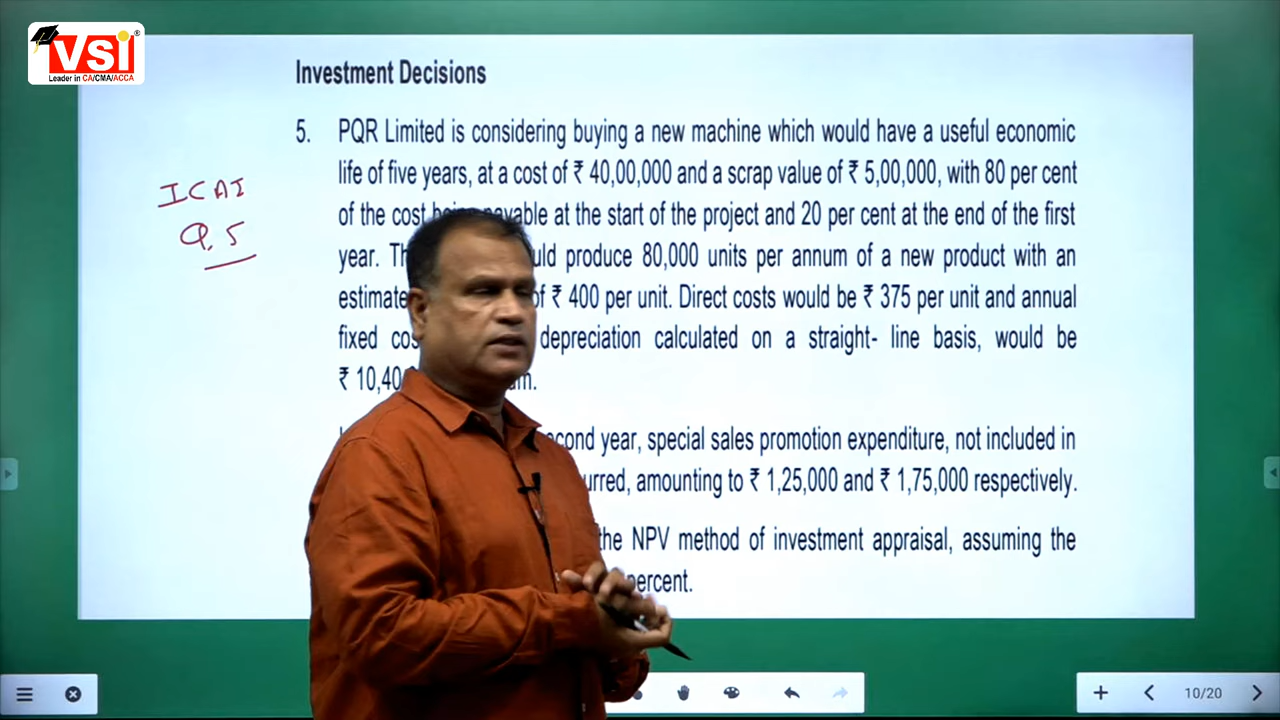 VSI
Leader in CA/CMA/ACCA
ICAI
Q.5
Investment Decisions
5. PQR Limited is considering buying a new machine which would have a useful economic
life of five years, at a cost of ₹ 40,00,000 and a scrap value of ₹ 5,00,000, with 80 per cent
of the cost being payable at the start of the project and 20 per cent at the end of the first
year. produce 80,000 units per annum of a new product with an
of ₹ 400 per unit. Direct costs would be ₹ 375 per unit and annual
fixed depreciation calculated on a straight- line basis, would be
₹ 10,40
year, special sales promotion expenditure, not included in
amounting to ₹ 1,25,000 and ₹ 1,75,000 respectively.
the NPV method of investment appraisal, assuming the
percent.
10/20